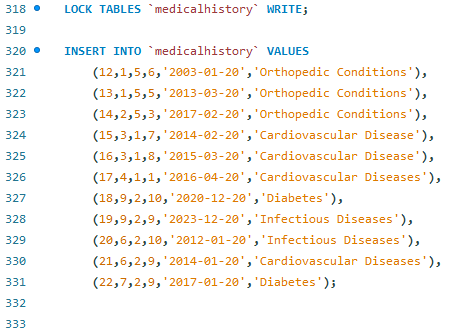 318 LOCK TABLES `medicalhistory` WRITE;
319
320 INSERT INTO `medicalhistory` VALUES
321 (12,1,5,6,'2003-01-20','Orthopedic Conditions'),
322 (13,1,5,5,'2013-03-20','Orthopedic Conditions'),
323 (14,2,5,3,'2017-02-20','Orthopedic Conditions'),
324 (15,3,1,7,'2014-02-20','Cardiovascular Disease'),
325 (16,3,1,8,'2015-03-20','Cardiovascular Disease'),
326 (17,4,1,1,'2016-04-20','Cardiovascular Diseases'),
327 (18,9,2,10,'2020-12-20','Diabetes'),
328 (19,9,2,9,'2023-12-20','Infectious Diseases'),
329 (20,6,2,10,'2012-01-20','Infectious Diseases'),
330 (21,6,2,9,'2014-01-20','Cardiovascular Diseases'),
331 (22,7,2,9,'2017-01-20','Diabetes');
332
333